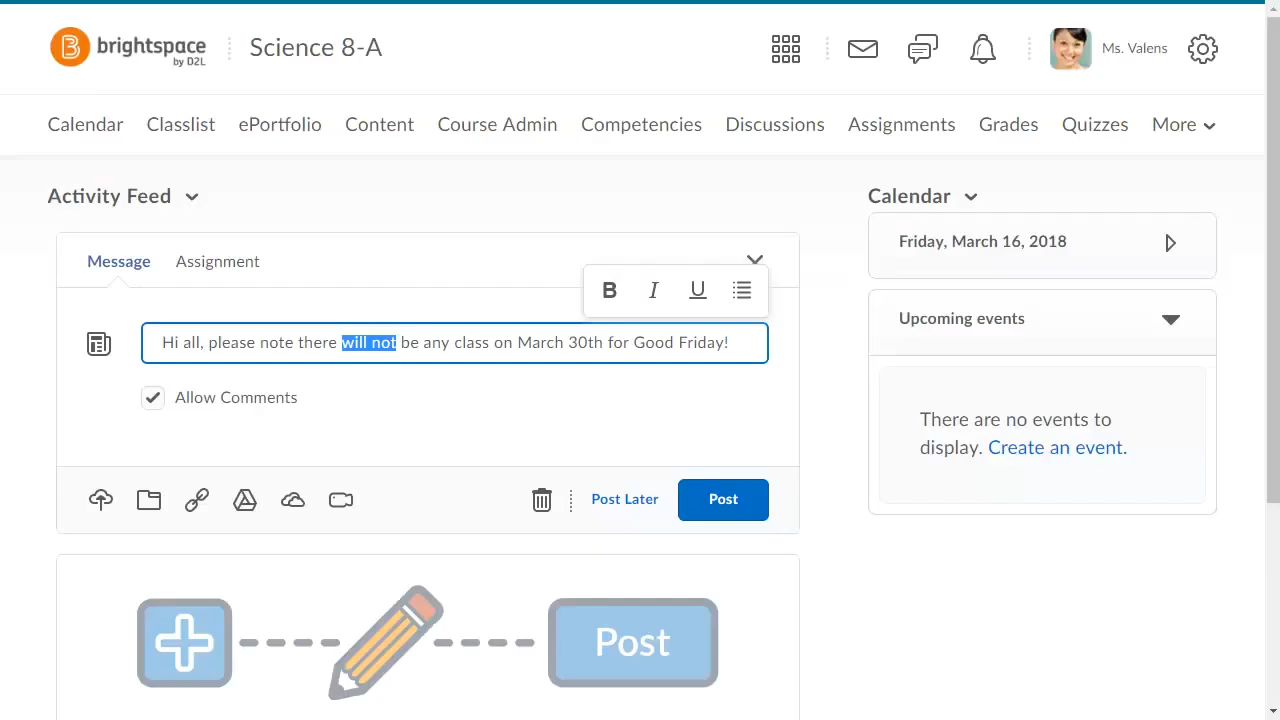 brightspace
by D2L
Science 8-A
Ms. Valens
Calendar Classlist ePortfolio Content Course Admin Competencies Discussions Assignments Grades Quizzes More
Activity Feed
Calendar
Friday, March 16, 2018
Message Assignment
B I U
Upcoming events
Hi all, please note there will not be any class on March 30th for Good Friday!
Allow Comments
There are no events to
display. Create an event.
Post Later Post
Post